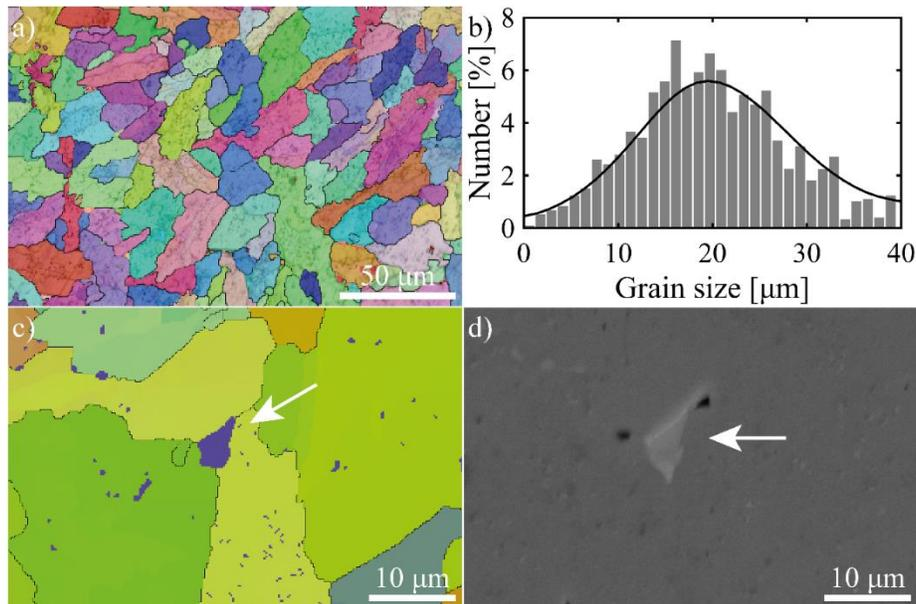 a)
50 μm
b)
Number [%]
8
6
4
2
0
0 10 20 30 40
Grain size [μm]
c)
10 μm
d)
10 μm